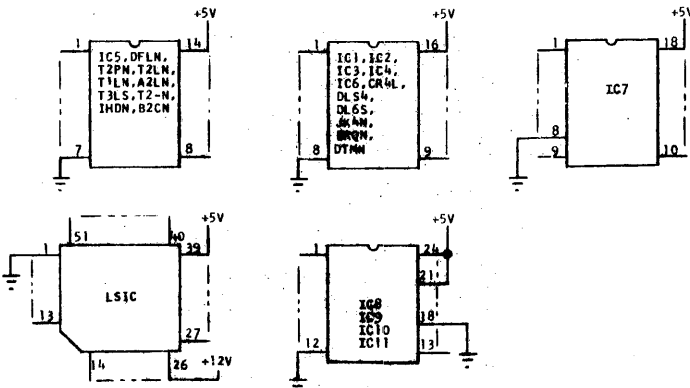 +5V
1
14
IC5,DFLN,
T2PN,T2LN,
T1LN,A2LN,
T3LS,T2-N,
IHDN,B2CN
7
8
+5V
1
16
IC1,IC2,
IC3,IC4,
IC6,CR4L,
DLS4,
DL6S,
JK4N,
DTMN
8
9
+5V
1
18
IC7
8
9
10
51
40
+5V
1
39
LSIC
13
27
14
26
+12V
+5V
1
24
21
IC8
IC9
IC10
IC11
18
12
13